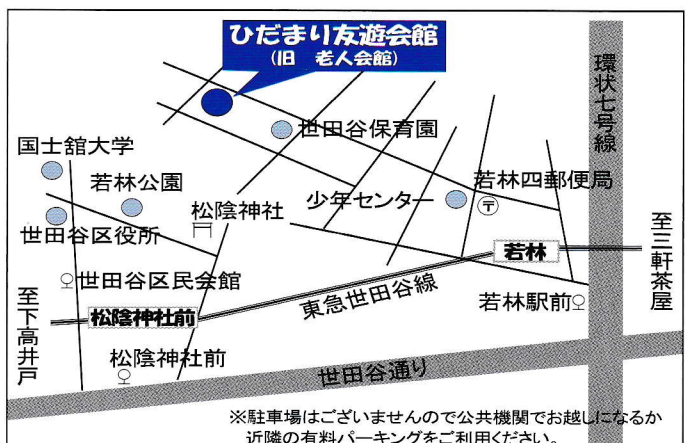 ひだまり友遊会館
(旧　老人会館)
環状七号線
世田谷保育園
国士舘大学
若林公園
若林四郵便局
〒
少年センター
松陰神社
世田谷区役所
至三軒茶屋
若林
世田谷区民会館
東急世田谷線
若林駅前
至下高井戸
松陰神社前
松陰神社前
世田谷通り
※駐車場はございませんので公共機関でお越しになるか
近隣の有料パーキングをご利用ください。